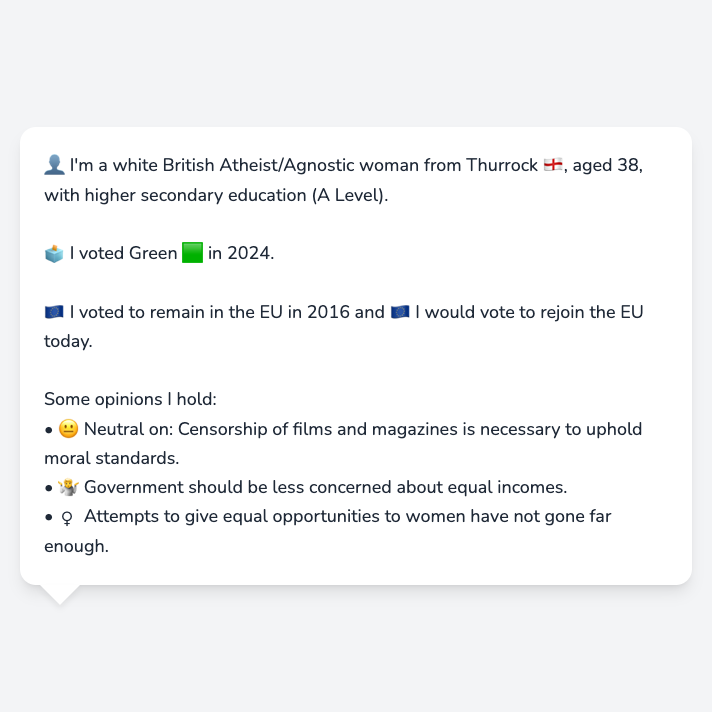 👤 I'm a white British Atheist/Agnostic woman from Thurrock 🏴󠁧󠁢󠁥󠁮󠁧󠁿, aged 38,
with higher secondary education (A Level).
🗳️ I voted Green 🟩 in 2024.
🇪🇺 I voted to remain in the EU in 2016 and 🇪🇺 I would vote to rejoin the EU
today.
Some opinions I hold:
• 😐 Neutral on: Censorship of films and magazines is necessary to uphold
moral standards.
• 🤷 Government should be less concerned about equal incomes.
• ♀ Attempts to give equal opportunities to women have not gone far
enough.